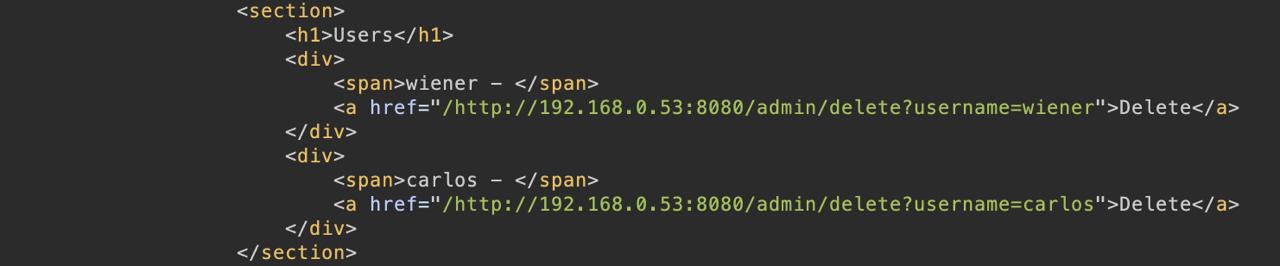 <section>
<h1>Users</h1>
<div>
<span>wiener - </span>
<a href="/http://192.168.0.53:8080/admin/delete?username=wiener">Delete</a>
</div>
<div>
<span>carlos - </span>
<a href="/http://192.168.0.53:8080/admin/delete?username=carlos">Delete</a>
</div>
</section>